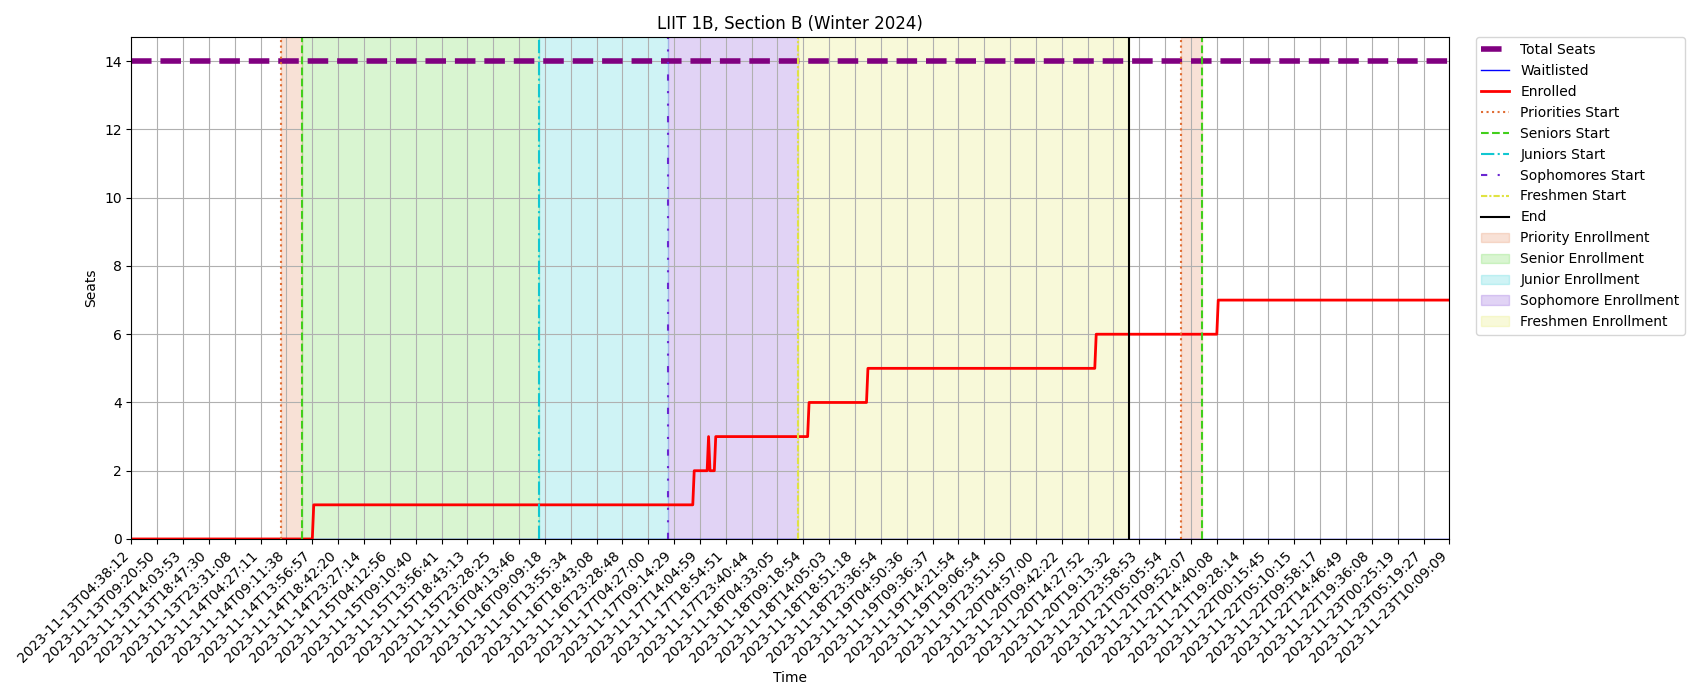 LIIT 1B, Section B (Winter 2024)
14
12
10
8
6
4
2
0
Seats
Total Seats
Waitlisted
Enrolled
Priorities Start
Seniors Start
Juniors Start
Sophomores Start
Freshmen Start
End
Priority Enrollment
Senior Enrollment
Junior Enrollment
Sophomore Enrollment
Freshmen Enrollment
2023-11-13T04:38:12
2023-11-13T09:20:50
2023-11-13T14:03:53
2023-11-13T18:47:30
2023-11-13T23:31:08
2023-11-14T04:27:11
2023-11-14T09:11:38
2023-11-14T13:56:57
2023-11-14T18:42:20
2023-11-14T23:27:14
2023-11-15T04:12:56
2023-11-15T09:10:40
2023-11-15T13:56:41
2023-11-15T18:43:13
2023-11-15T23:28:25
2023-11-16T04:13:46
2023-11-16T09:09:18
2023-11-16T13:55:34
2023-11-16T18:43:08
2023-11-16T23:28:48
2023-11-17T04:27:00
2023-11-17T09:14:29
2023-11-17T14:04:59
2023-11-17T18:54:51
2023-11-17T23:40:44
2023-11-18T04:33:05
2023-11-18T09:18:54
2023-11-18T14:05:03
2023-11-18T18:51:18
2023-11-18T23:36:54
2023-11-19T04:50:36
2023-11-19T09:36:37
2023-11-19T14:21:54
2023-11-19T19:06:54
2023-11-19T23:51:50
2023-11-20T04:57:00
2023-11-20T09:42:22
2023-11-20T14:27:52
2023-11-20T19:13:32
2023-11-20T23:58:53
2023-11-21T05:05:54
2023-11-21T09:52:07
2023-11-21T14:40:08
2023-11-21T19:28:14
2023-11-22T00:15:45
2023-11-22T05:10:15
2023-11-22T09:58:17
2023-11-22T14:46:49
2023-11-22T19:36:08
2023-11-23T00:25:19
2023-11-23T05:19:27
2023-11-23T10:09:09
Time